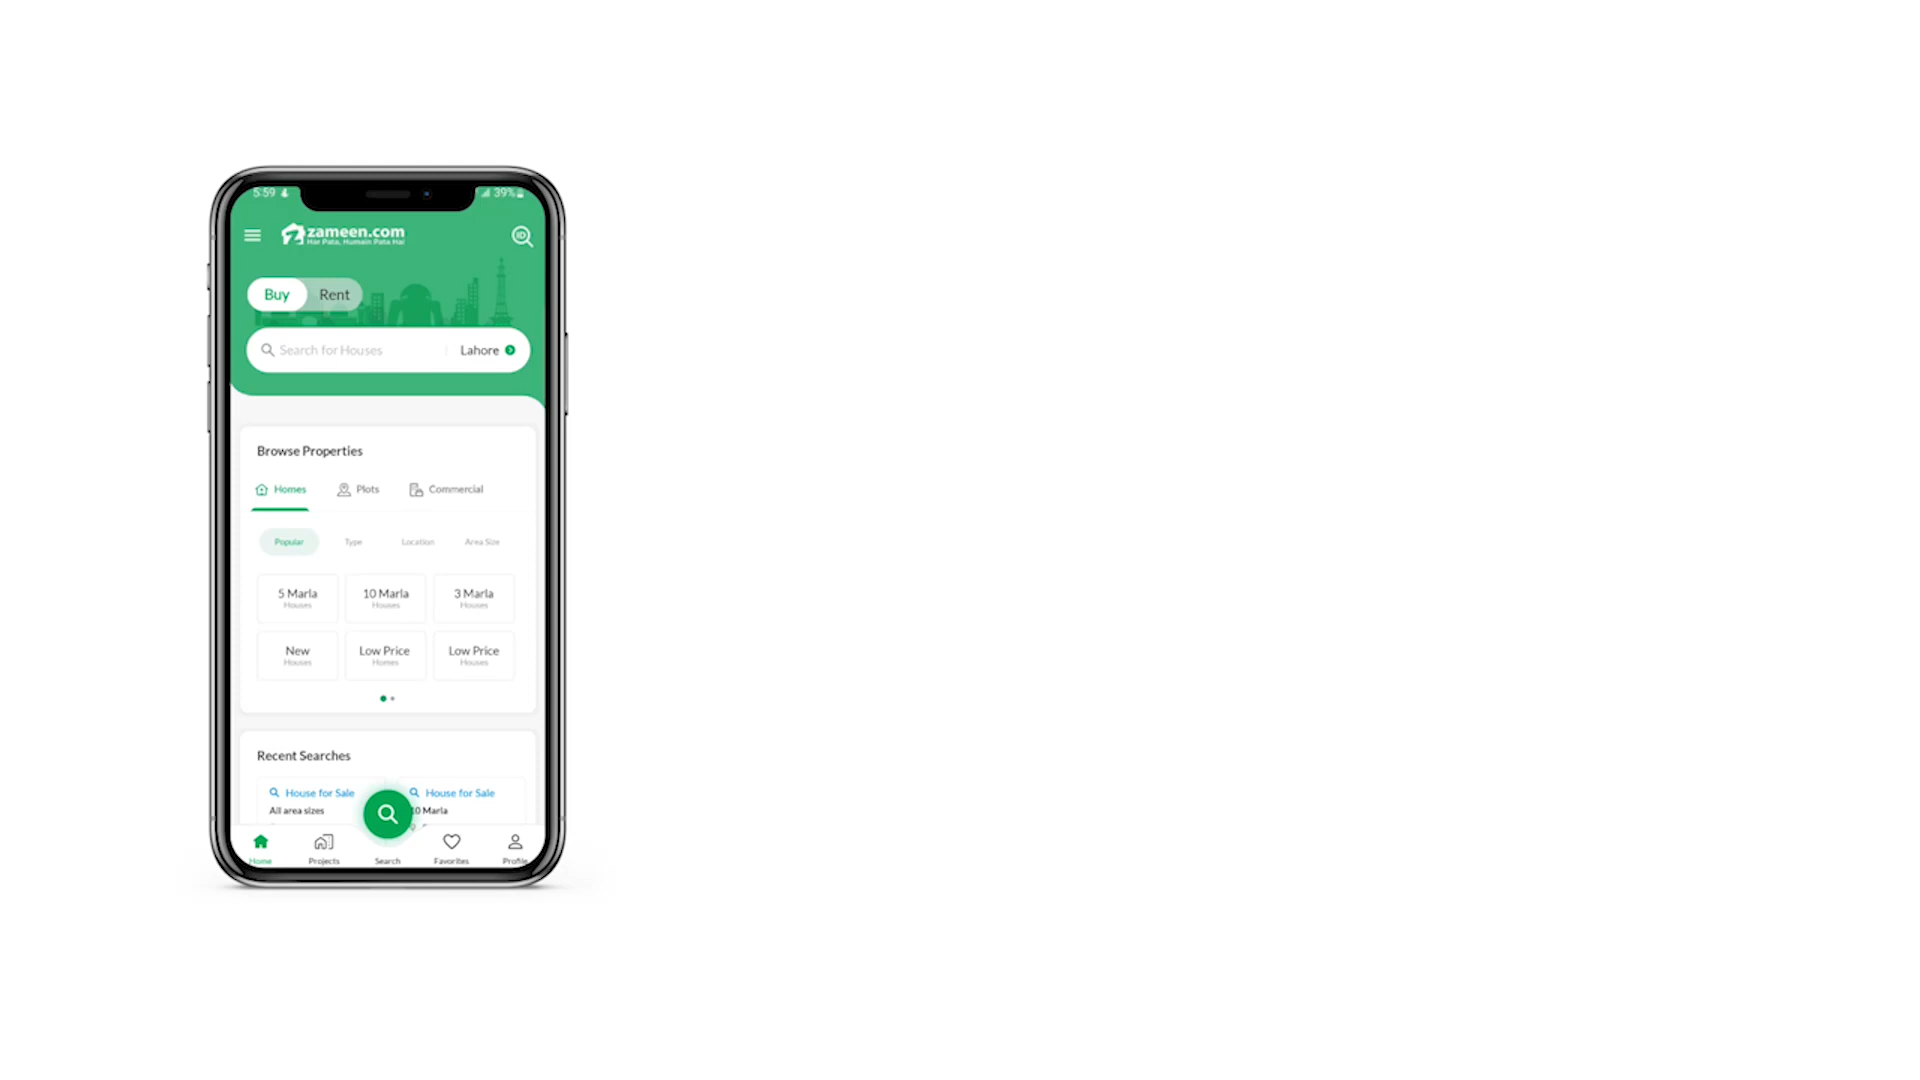 5:59
39%
zameen.com
Har Pata, Humain Pata Hai
ID
Buy Rent
Search for Houses Lahore
Browse Properties
Homes Plots Commercial
Popular Type Location Area Size
5 Marla 10 Marla 3 Marla
Houses Houses Houses
New Low Price Low Price
Houses Homes Houses
Recent Searches
House for Sale House for Sale
All area sizes 10 Marla
Home Projects Search Favorites Profile